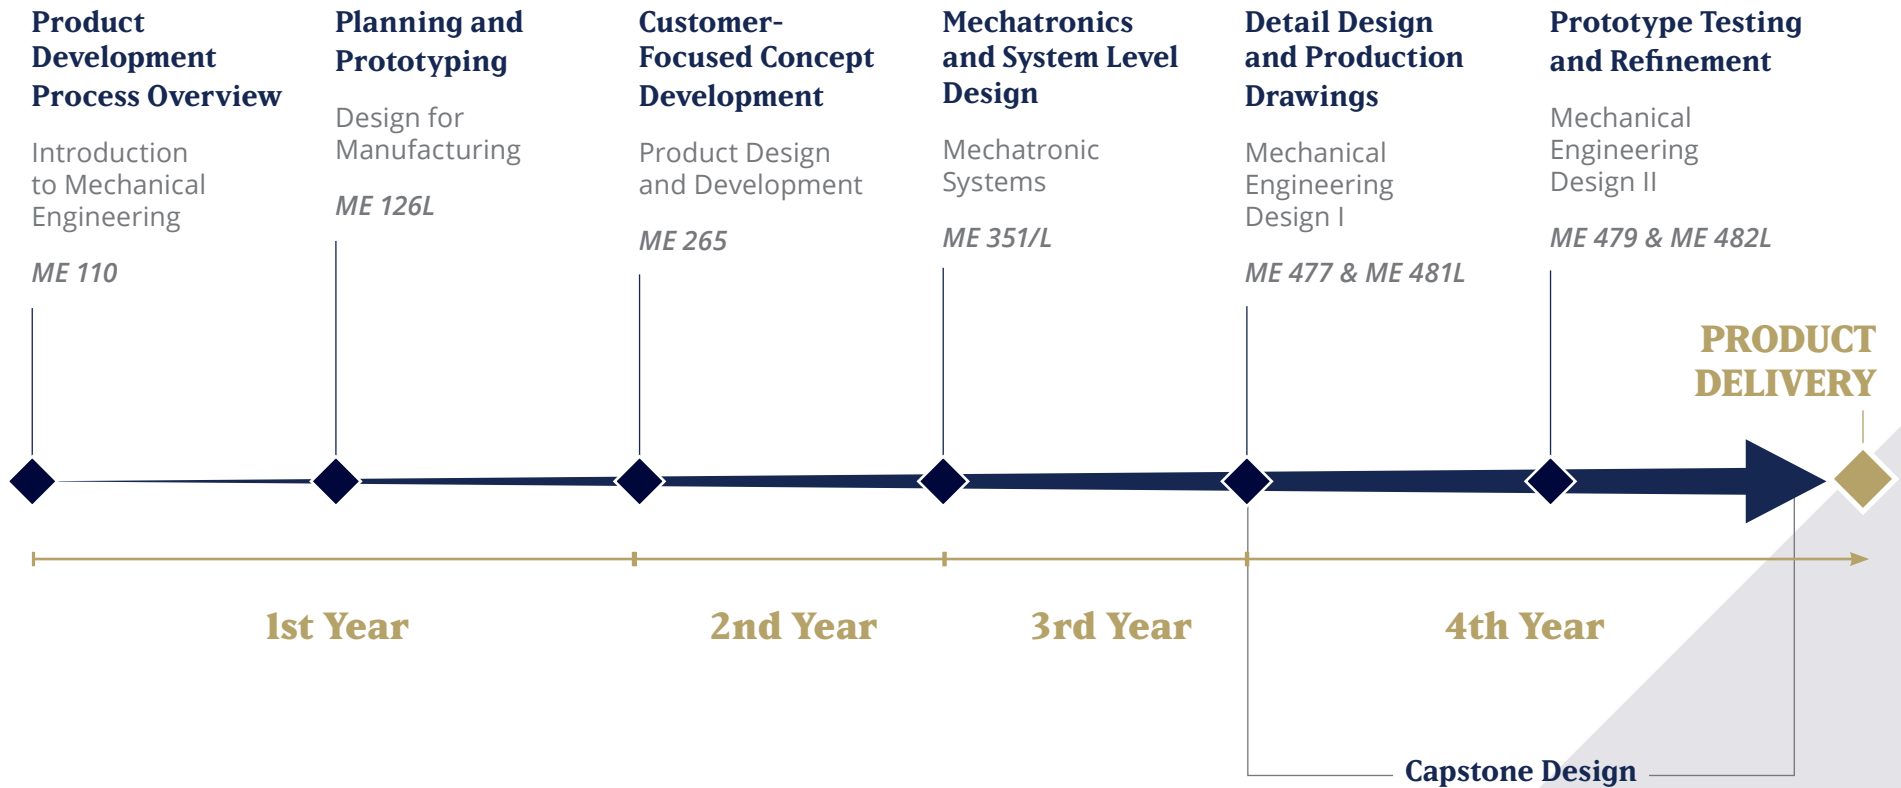 Product
Development
Process Overview
Introduction
to Mechanical
Engineering
ME 110
Planning and
Prototyping
Design for
Manufacturing
ME 126L
Customer-
Focused Concept
Development
Product Design
and Development
ME 265
Mechatronics
and System Level
Design
Mechatronic
Systems
ME 351/L
Detail Design
and Production
Drawings
Mechanical
Engineering
Design I
ME 477 & ME 481L
Prototype Testing
and Refinement
Mechanical
Engineering
Design II
ME 479 & ME 482L
PRODUCT
DELIVERY
1st Year
2nd Year
3rd Year
4th Year
Capstone Design